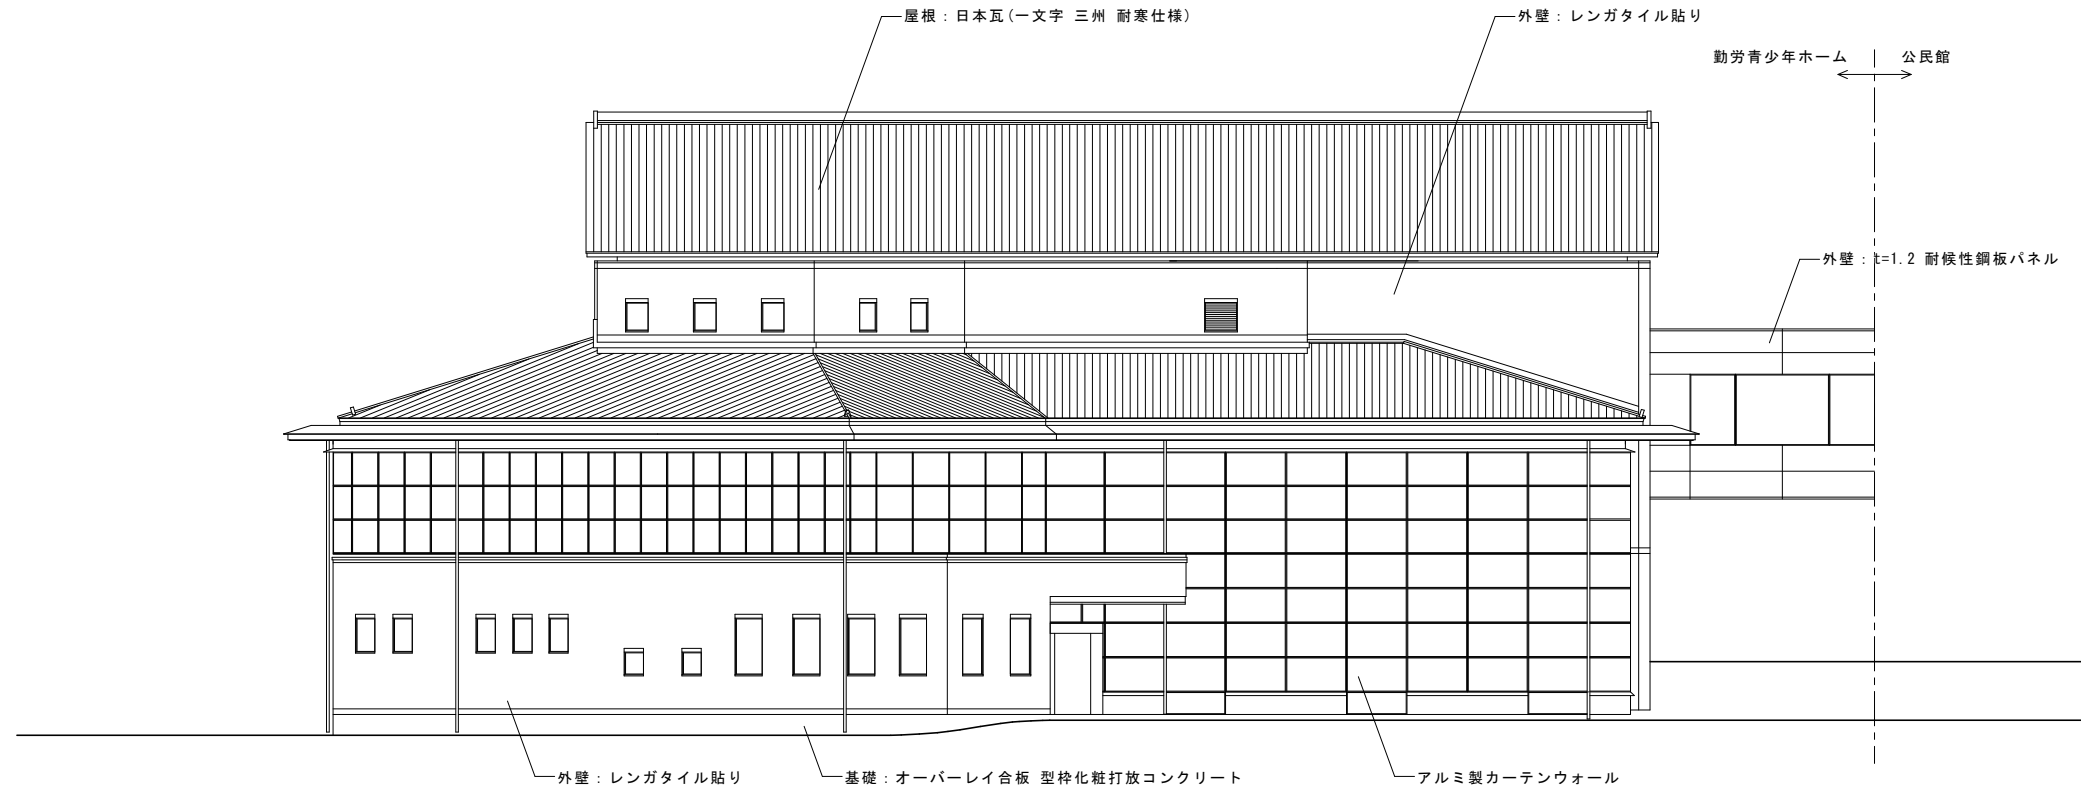 屋根：日本瓦(一文字 三州 耐寒仕様)
外壁：レンガタイル貼り
勤労青少年ホーム
公民館
外壁：t=1.2 耐候性鋼板パネル
外壁：レンガタイル貼り
基礎：オーバーレイ合板 型枠化粧打放コンクリート
アルミ製カーテンウォール